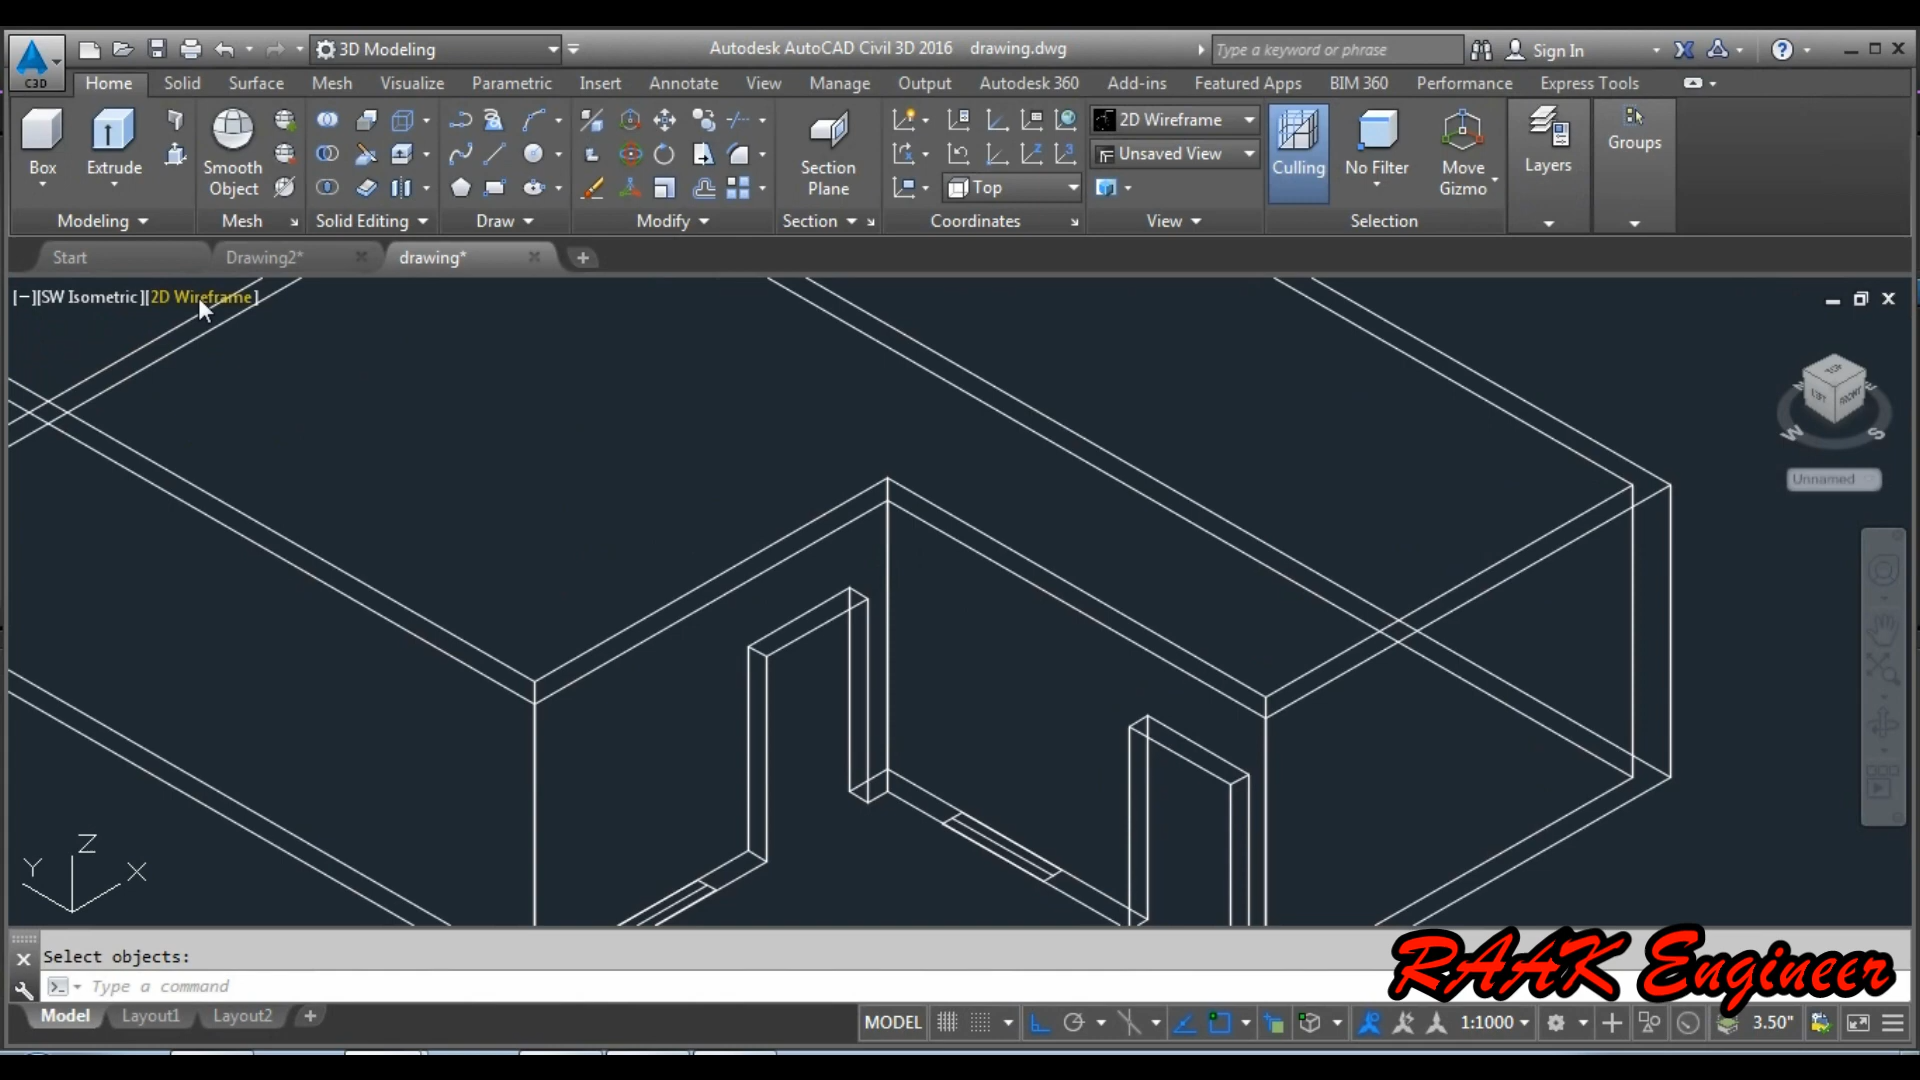 3D Modeling
Autodesk AutoCAD Civil 3D 2016 drawing.dwg
Type a keyword or phrase
Sign In
C3D
Home Solid Surface Mesh Visualize Parametric Insert Annotate View Manage Output Autodesk 360 Add-ins Featured Apps BIM 360 Performance Express Tools
2D Wireframe
Unsaved View
Top
Box
Extrude
Smooth
Object
Section
Plane
Culling
No Filter
Move
Gizmo
Layers
Groups
Modeling
Mesh
Solid Editing
Draw
Modify
Section
Coordinates
View
Selection
Start
Drawing2*
drawing*
[−][SW Isometric][2D Wireframe]
TOP
LEFT
FRONT
W
S
Unnamed
Z
Y
X
Select objects:
Type a command
RAAK Engineer
Model Layout1 Layout2
MODEL
1:1000
3.50"